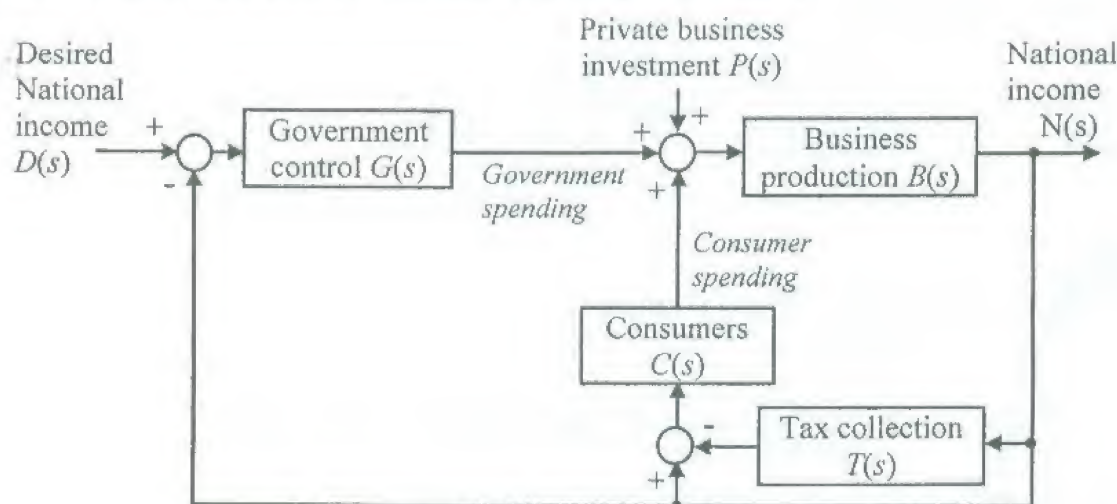 Desired
National
income
D(s)
+
-
Government
control G(s)
Government
spending
Private business
investment P(s)
+
+
+
Business
production B(s)
National
income
N(s)
Consumer
spending
Consumers
C(s)
-
+
Tax collection
T(s)